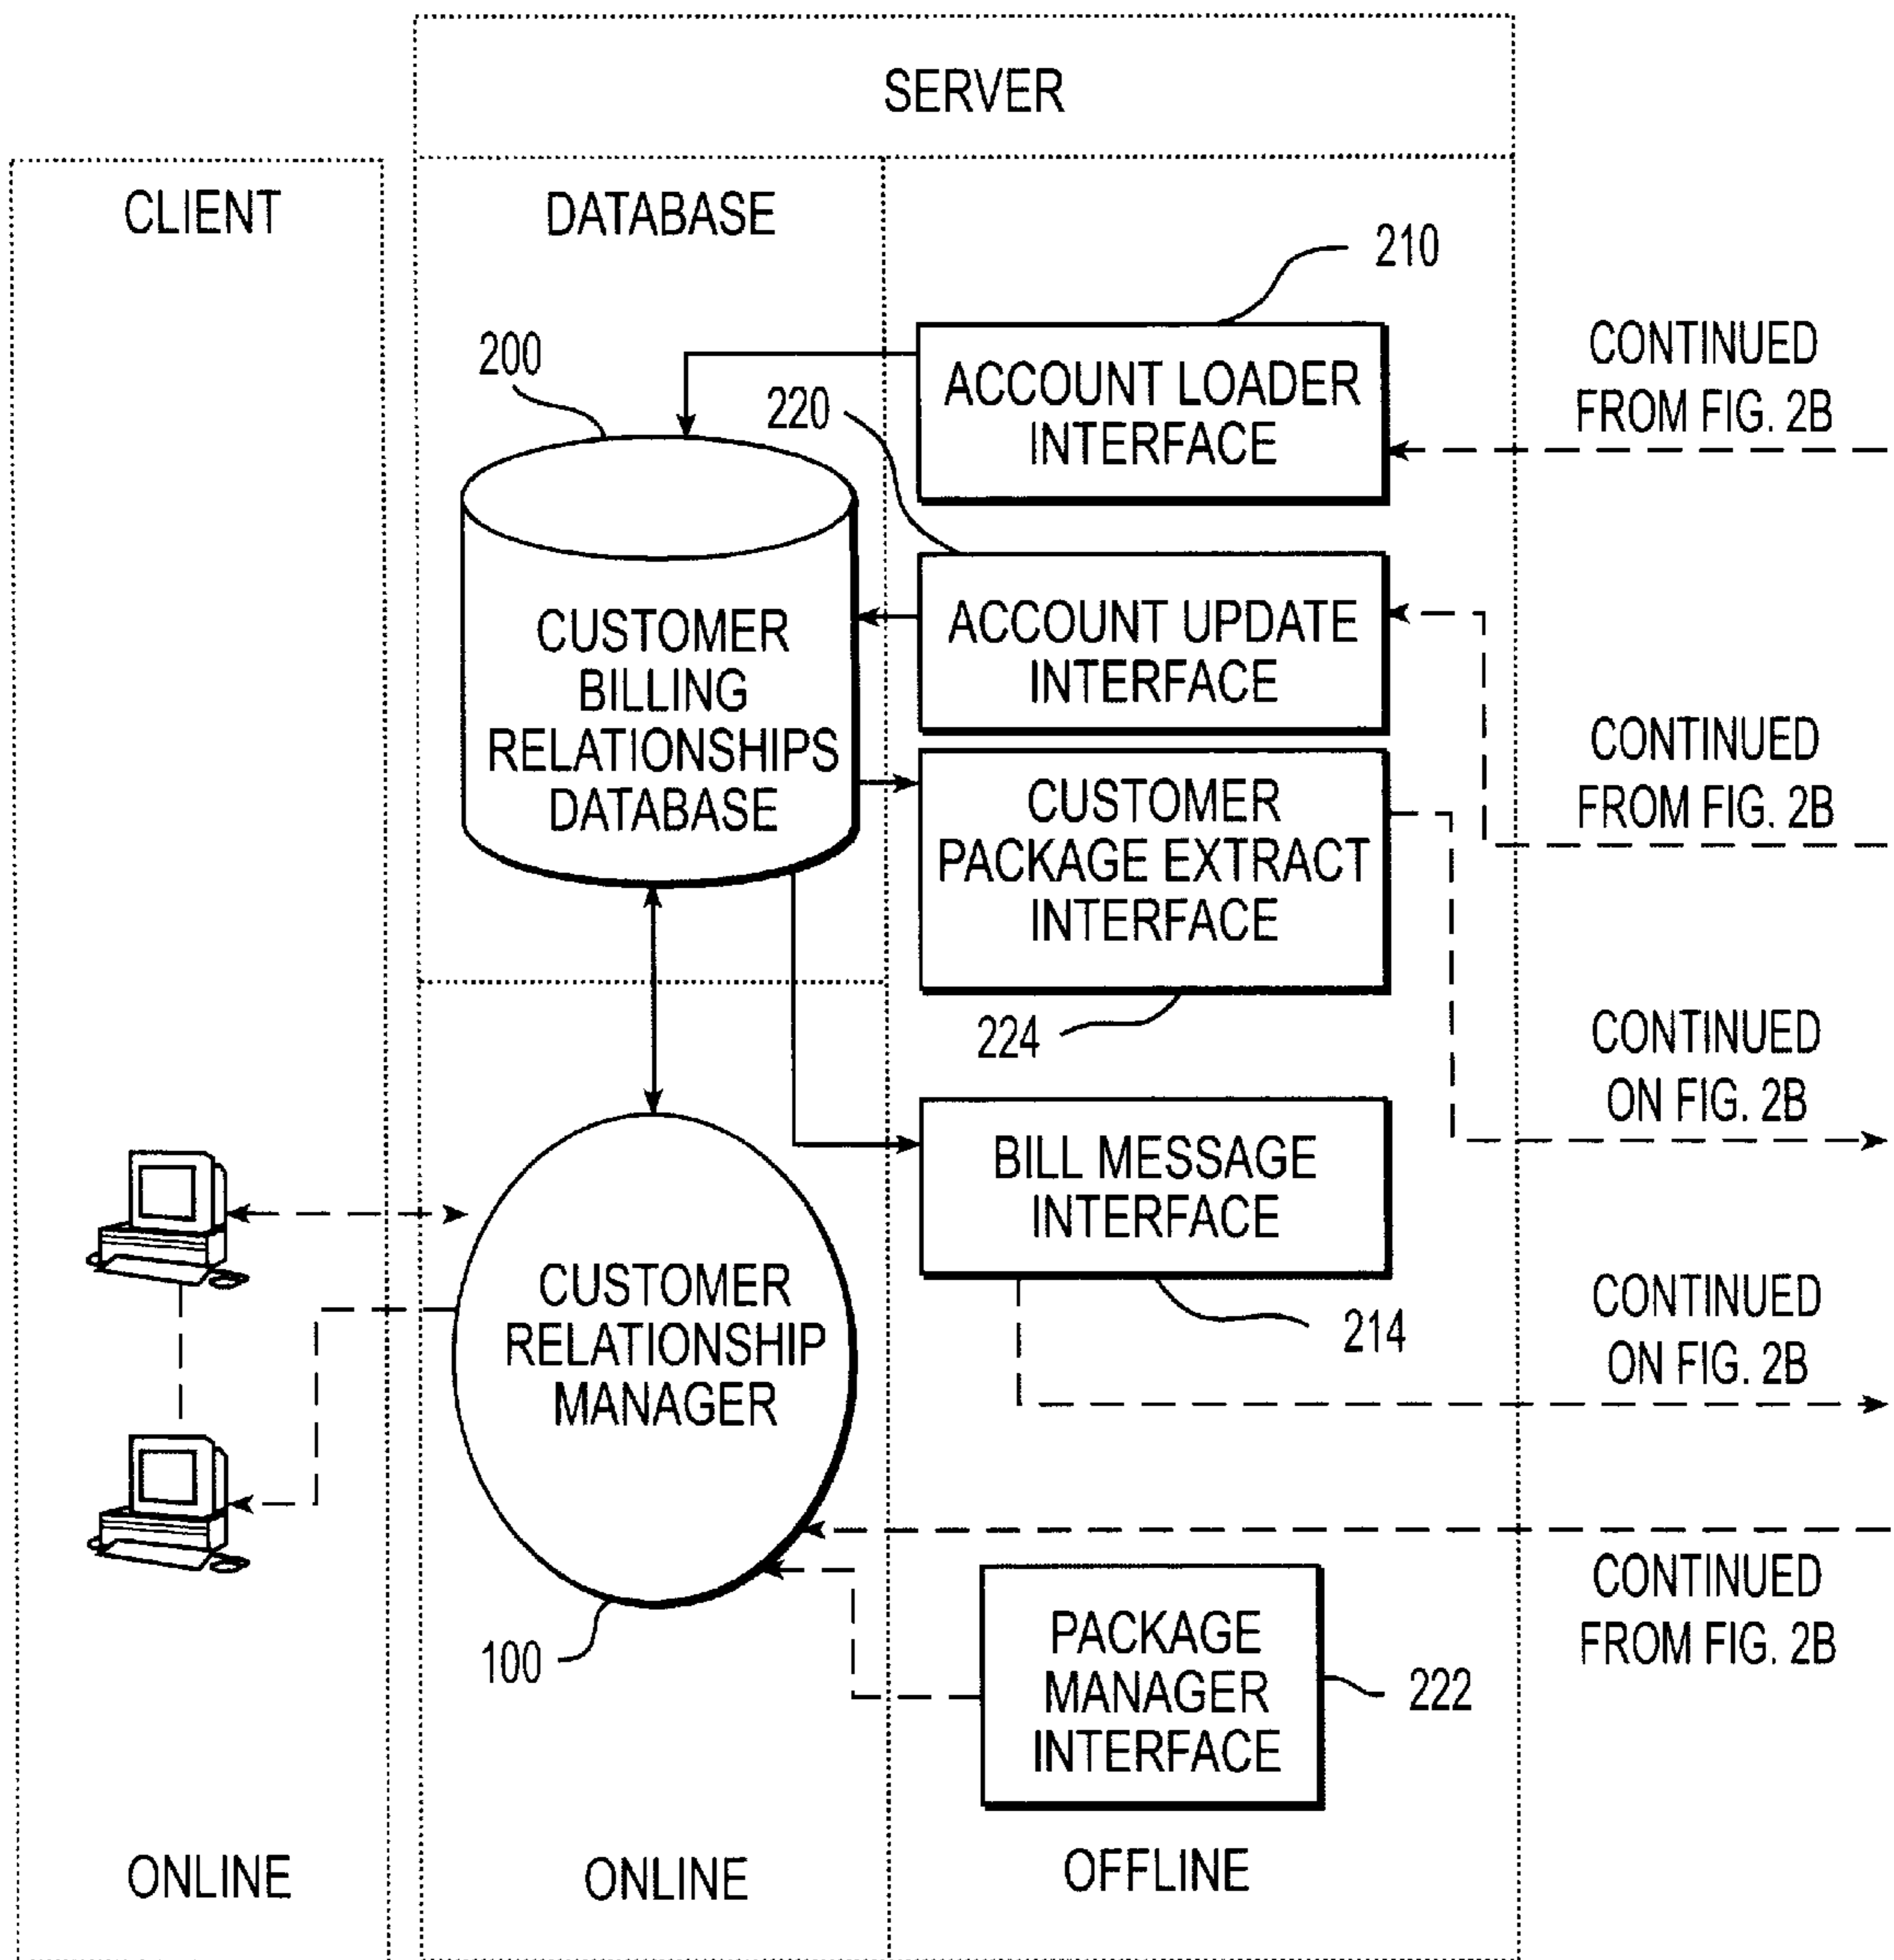 SERVER
CLIENT
DATABASE
210
200
ACCOUNT LOADER
INTERFACE
CONTINUED
FROM FIG. 2B
220
ACCOUNT UPDATE
INTERFACE
CUSTOMER
BILLING
RELATIONSHIPS
DATABASE
CONTINUED
FROM FIG. 2B
CUSTOMER
PACKAGE EXTRACT
INTERFACE
224
CONTINUED
ON FIG. 2B
BILL MESSAGE
INTERFACE
214
CONTINUED
ON FIG. 2B
CUSTOMER
RELATIONSHIP
MANAGER
100
CONTINUED
FROM FIG. 2B
PACKAGE
MANAGER
INTERFACE
222
ONLINE
ONLINE
OFFLINE